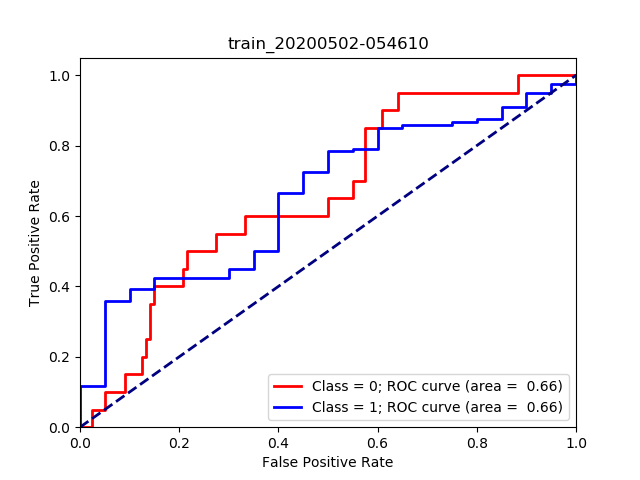 train_20200502-054610
True Positive Rate
1.0
0.8
0.6
0.4
0.2
0.0
Class = 0; ROC curve (area =  0.66)
Class = 1; ROC curve (area =  0.66)
0.0 0.2 0.4 0.6 0.8 1.0
False Positive Rate